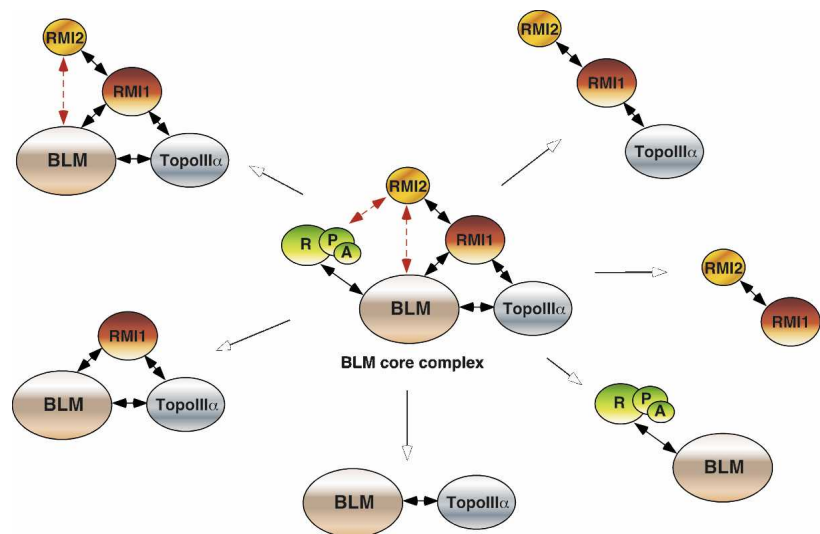 RMI2
RMI1
BLM
TopoIIIα
RMI2
RMI1
TopoIIIα
RMI2
R P A
RMI1
BLM
TopoIIIα
BLM core complex
RMI2
RMI1
RMI1
BLM
TopoIIIα
R P A
BLM
BLM
TopoIIIα